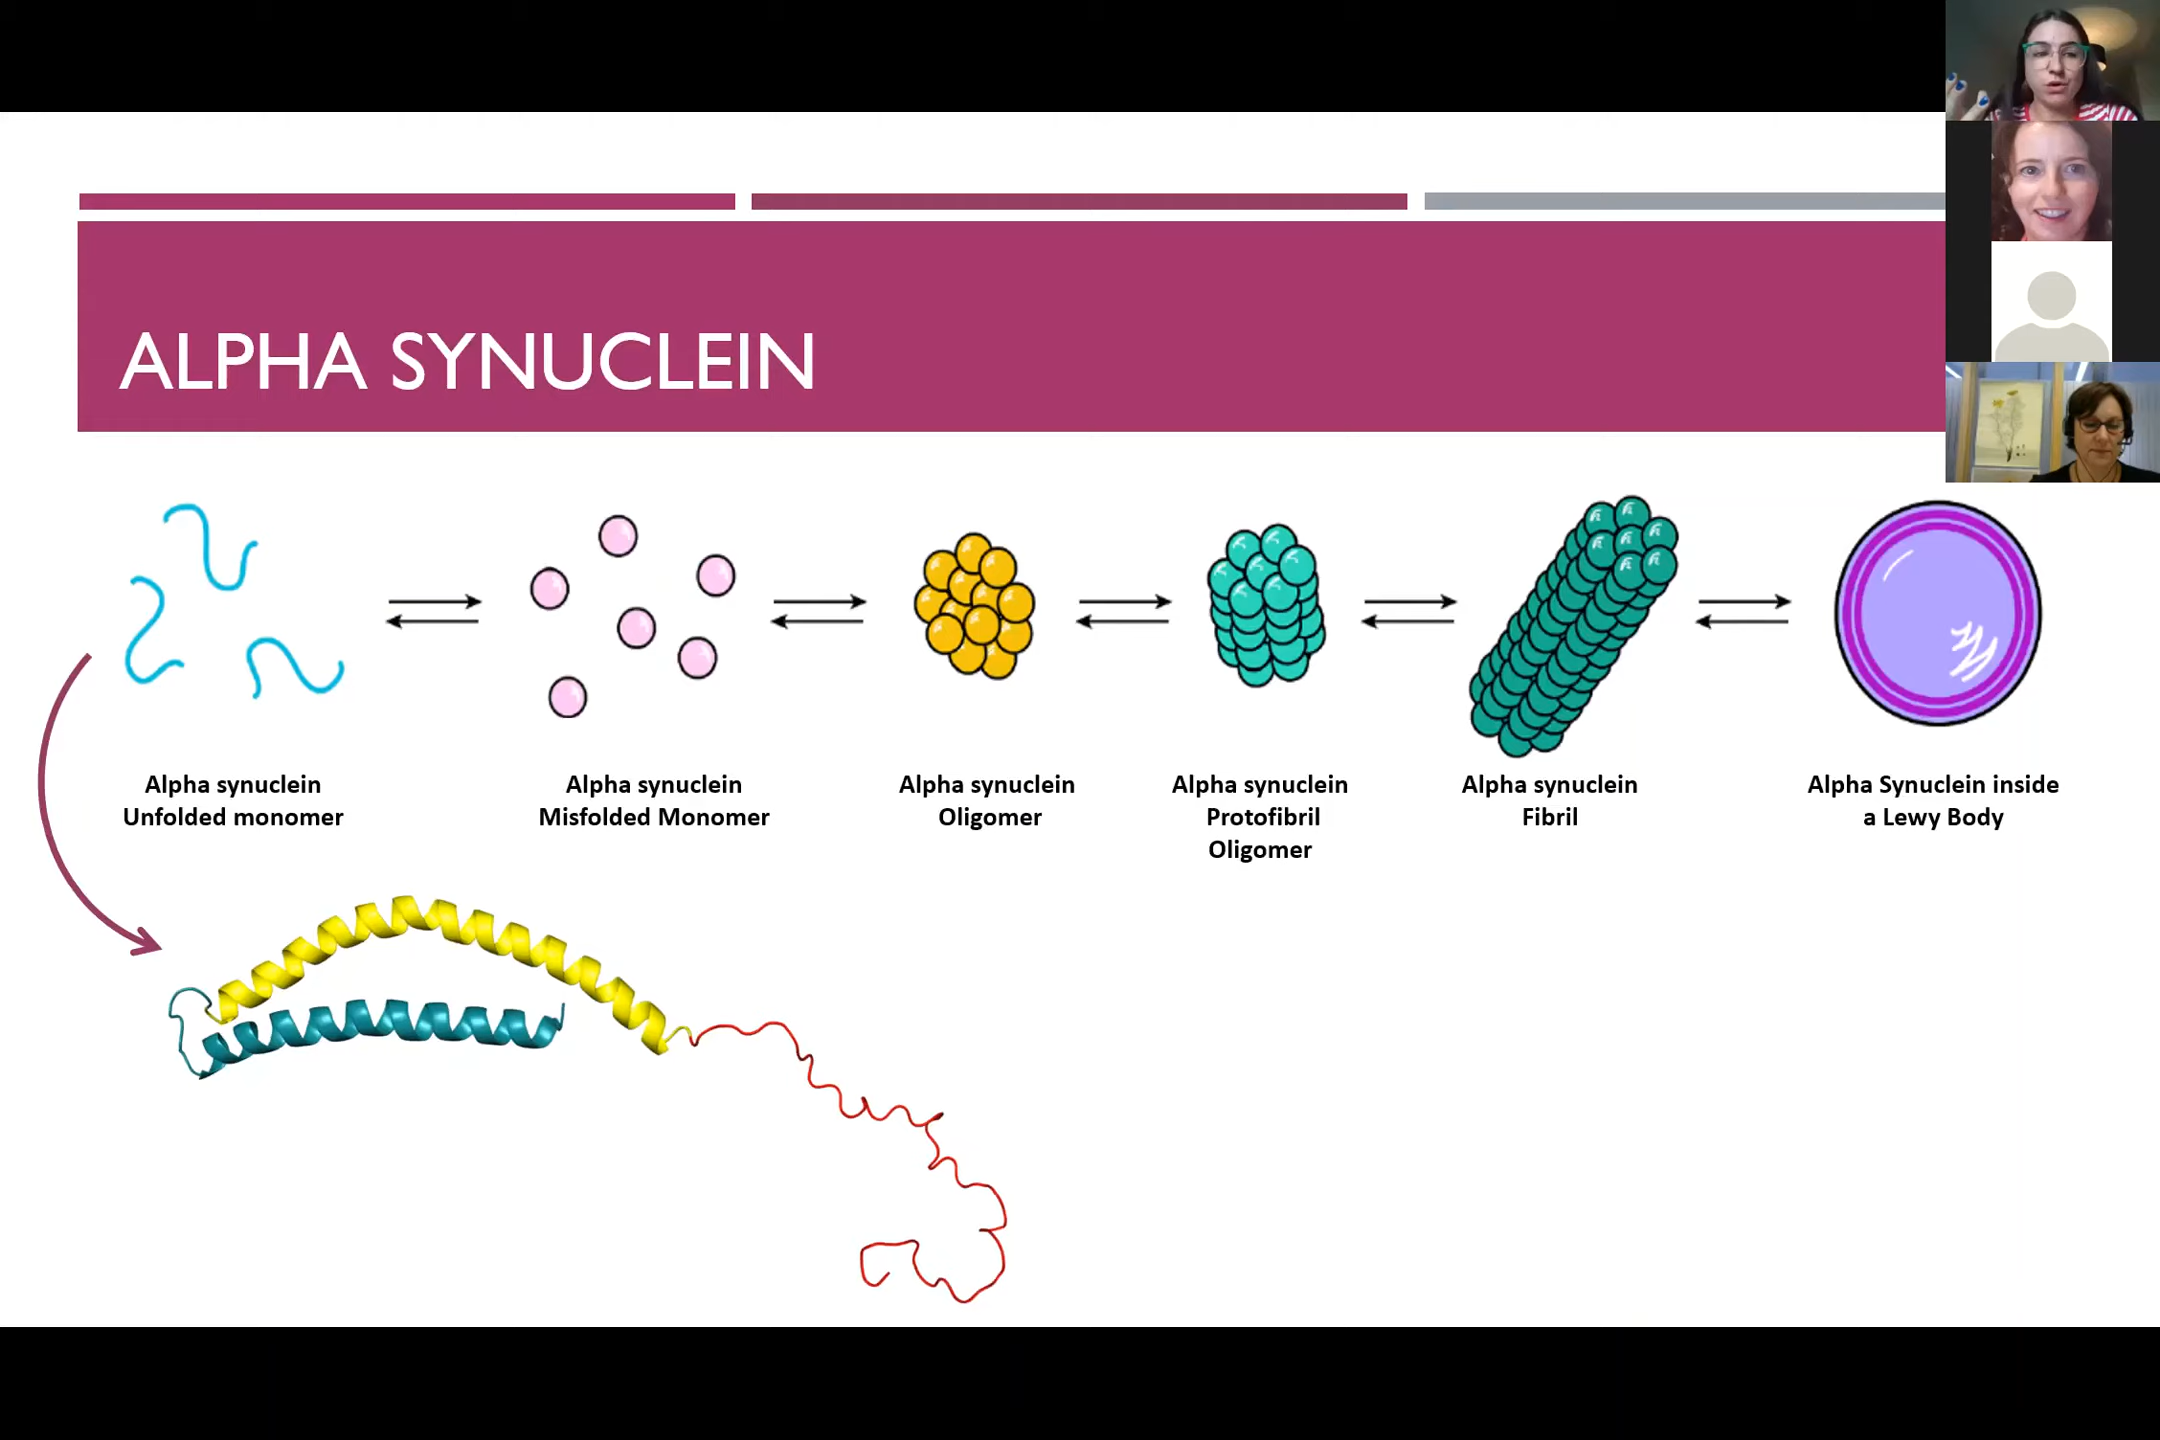 ALPHA SYNUCLEIN
Alpha synuclein
Unfolded monomer
Alpha synuclein
Misfolded Monomer
Alpha synuclein
Oligomer
Alpha synuclein
Protofibril
Oligomer
Alpha synuclein
Fibril
Alpha Synuclein inside
a Lewy Body